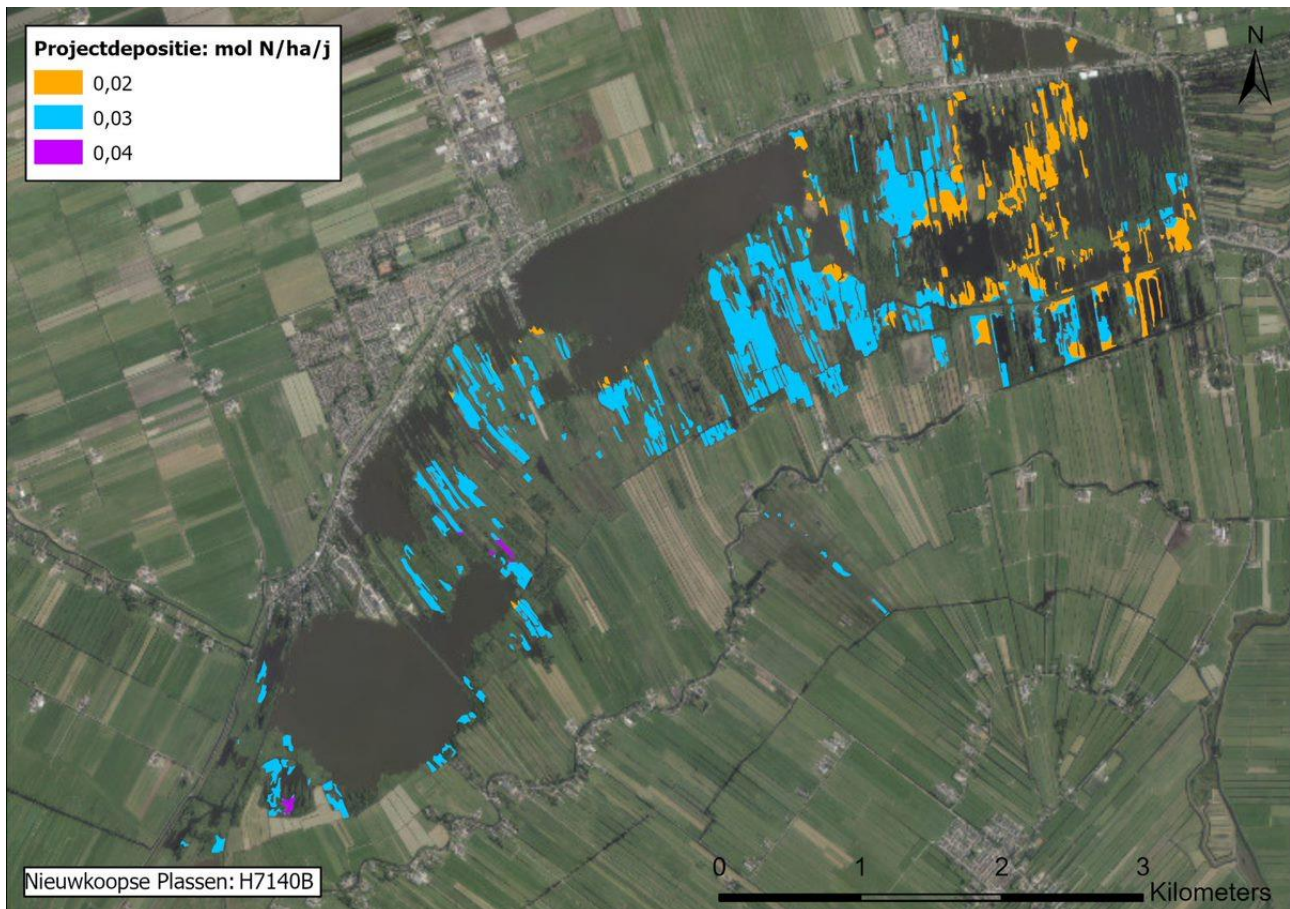 Projectdepositie: mol N/ha/j
0,02
0,03
0,04
N
Nieuwkoopse Plassen: H7140B
0 1 2 3
Kilometers